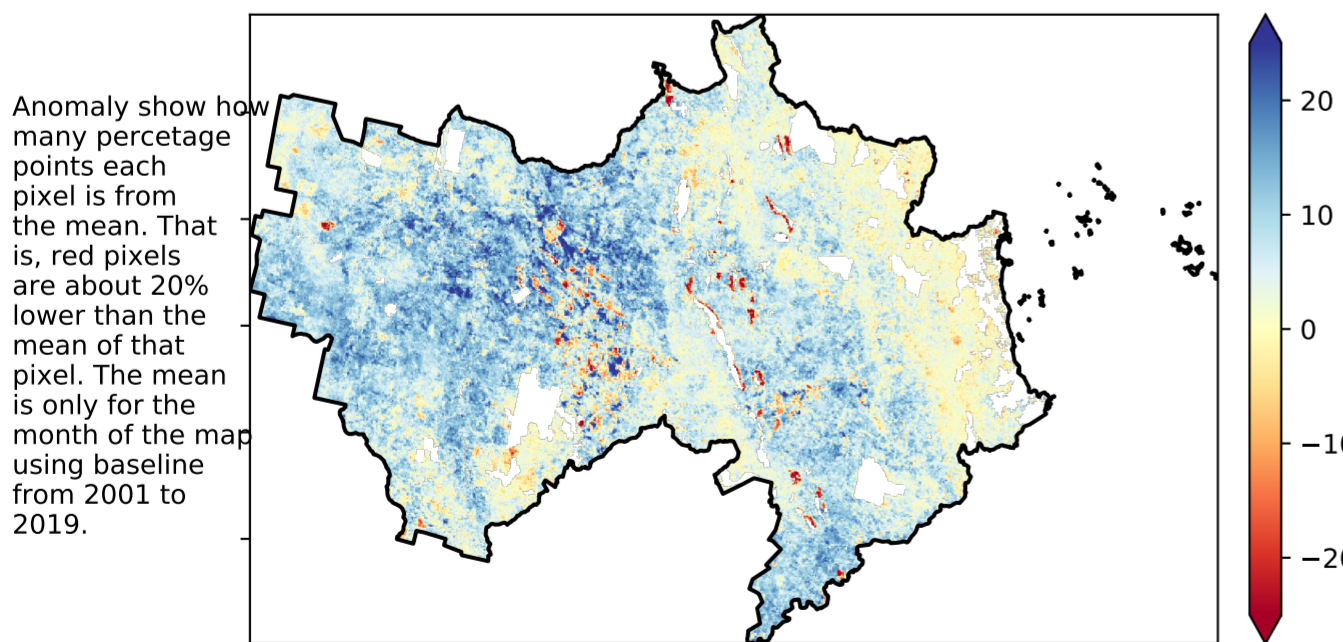 Anomaly show how
many percetage
points each
pixel is from
the mean. That
is, red pixels
are about 20%
lower than the
mean of that
pixel. The mean
is only for the
month of the map
using baseline
from 2001 to
2019.
20
10
0
−10
−20